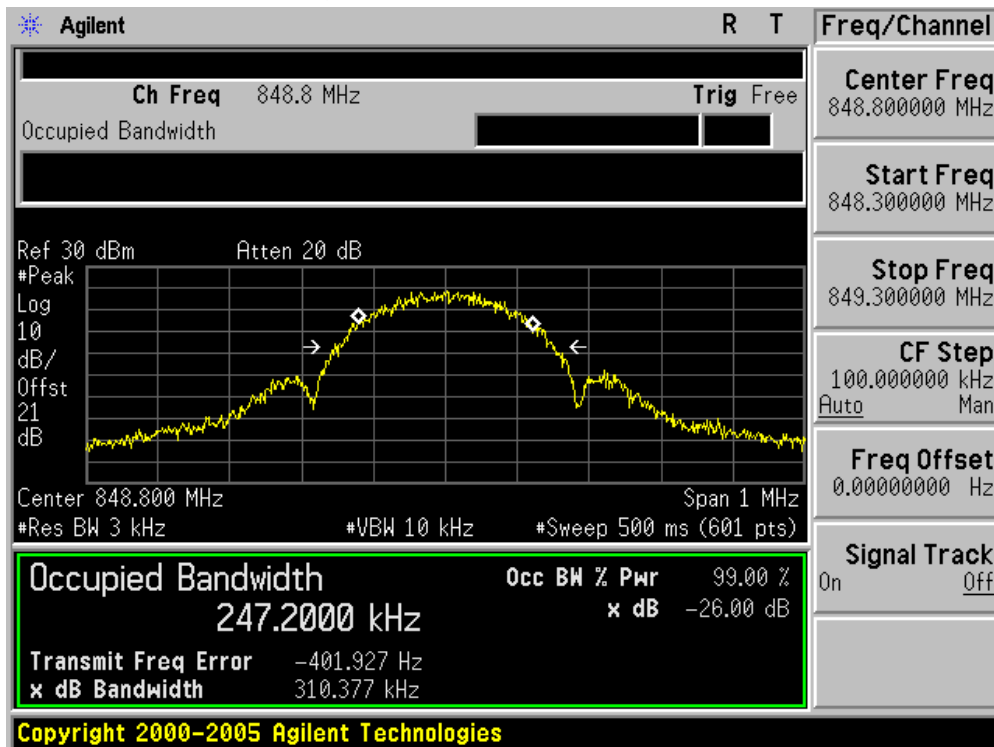 Agilent R T
Freq/Channel
Ch Freq 848.8 MHz Trig Free
Occupied Bandwidth
Center Freq
848.800000 MHz
Start Freq
848.300000 MHz
Stop Freq
849.300000 MHz
CF Step
100.000000 kHz
Auto Man
Freq Offset
0.00000000 Hz
Signal Track
On Off
Ref 30 dBm Atten 20 dB
#Peak
Log
10
dB/
Offst
21
dB
Center 848.800 MHz Span 1 MHz
#Res BW 3 kHz #VBW 10 kHz #Sweep 500 ms (601 pts)
Occupied Bandwidth Occ BW % Pwr 99.00 %
247.2000 kHz x dB -26.00 dB
Transmit Freq Error -401.927 Hz
x dB Bandwidth 310.377 kHz
Copyright 2000-2005 Agilent Technologies